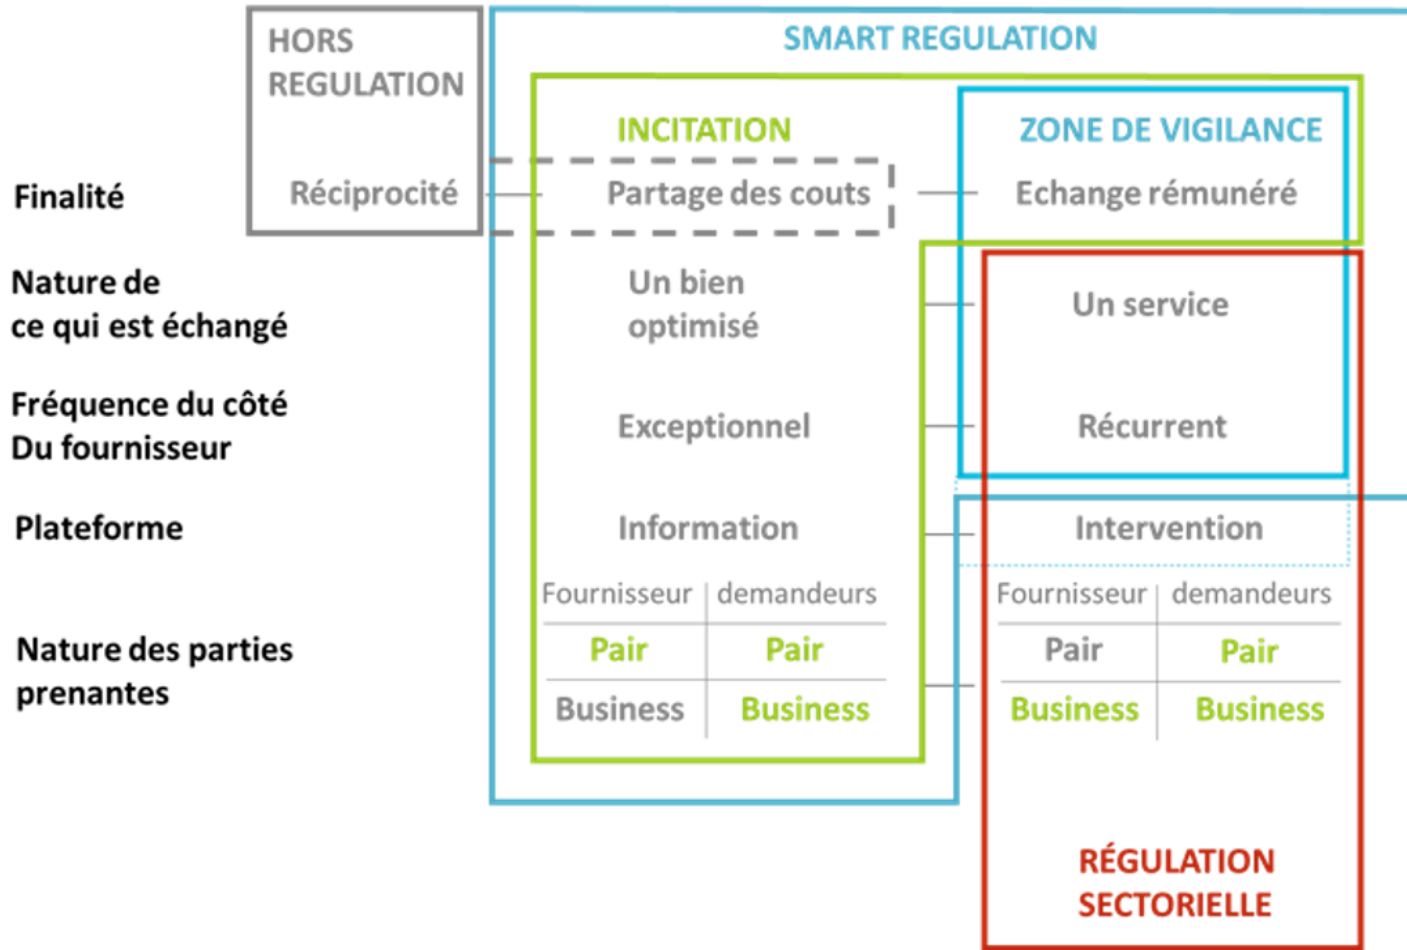 HORS
REGULATION
SMART REGULATION
INCITATION
ZONE DE VIGILANCE
Finalité
Réciprocité
Partage des couts
Echange rémunéré
Nature de
ce qui est échangé
Un bien
optimisé
Un service
Fréquence du côté
Du fournisseur
Exceptionnel
Récurrent
Plateforme
Information
Intervention
Nature des parties
prenantes
Fournisseur demandeurs
Pair Pair
Business Business
Fournisseur demandeurs
Pair Pair
Business Business
RÉGULATION
SECTORIELLE